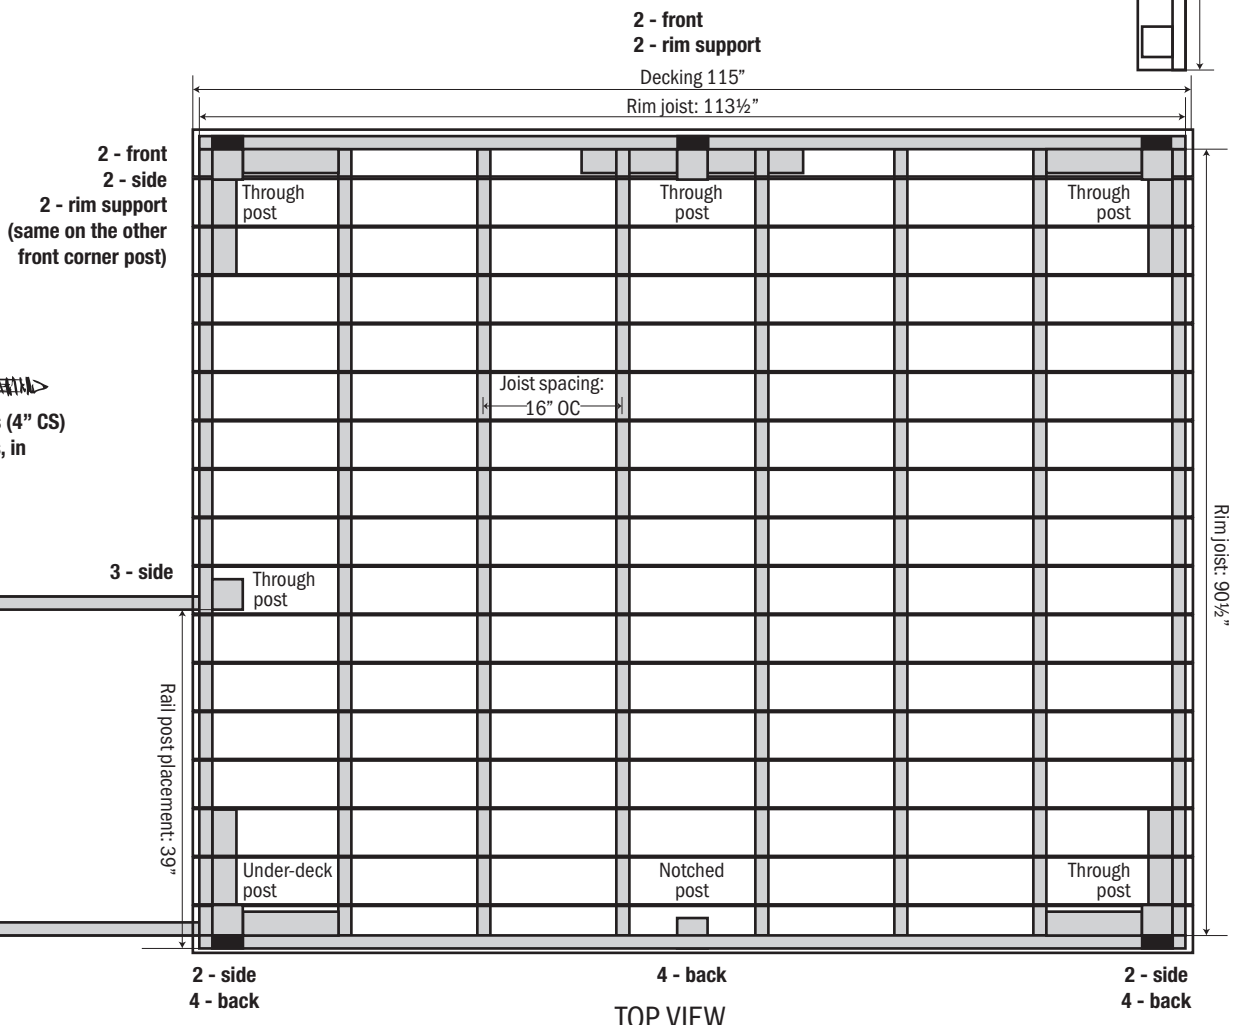 2 - front
2 - rim support
Decking 115”
Rim joist: 113½”
2 - front
2 - side
2 - rim support
(same on the other
front corner post)
Through
post
Through
post
Through
post
Joist spacing:
16” OC
(4” CS)
, in
Rim joist: 90½”
3 - side
Through
post
Rail post placement: 39”
Under-deck
post
Notched
post
Through
post
2 - side
4 - back
4 - back
2 - side
4 - back
TOP VIEW